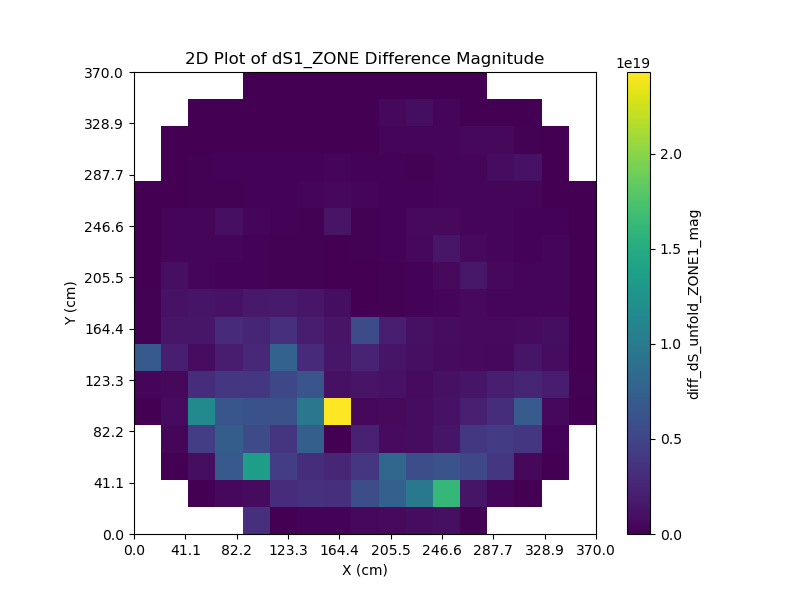 2D Plot of dS1_ZONE Difference Magnitude
1e19
370.0
328.9
287.7
246.6
205.5
164.4
123.3
82.2
41.1
0.0
Y (cm)
0.0 41.1 82.2 123.3 164.4 205.5 246.6 287.7 328.9 370.0
X (cm)
2.0
1.5
1.0
0.5
0.0
diff_dS_unfold_ZONE1_mag